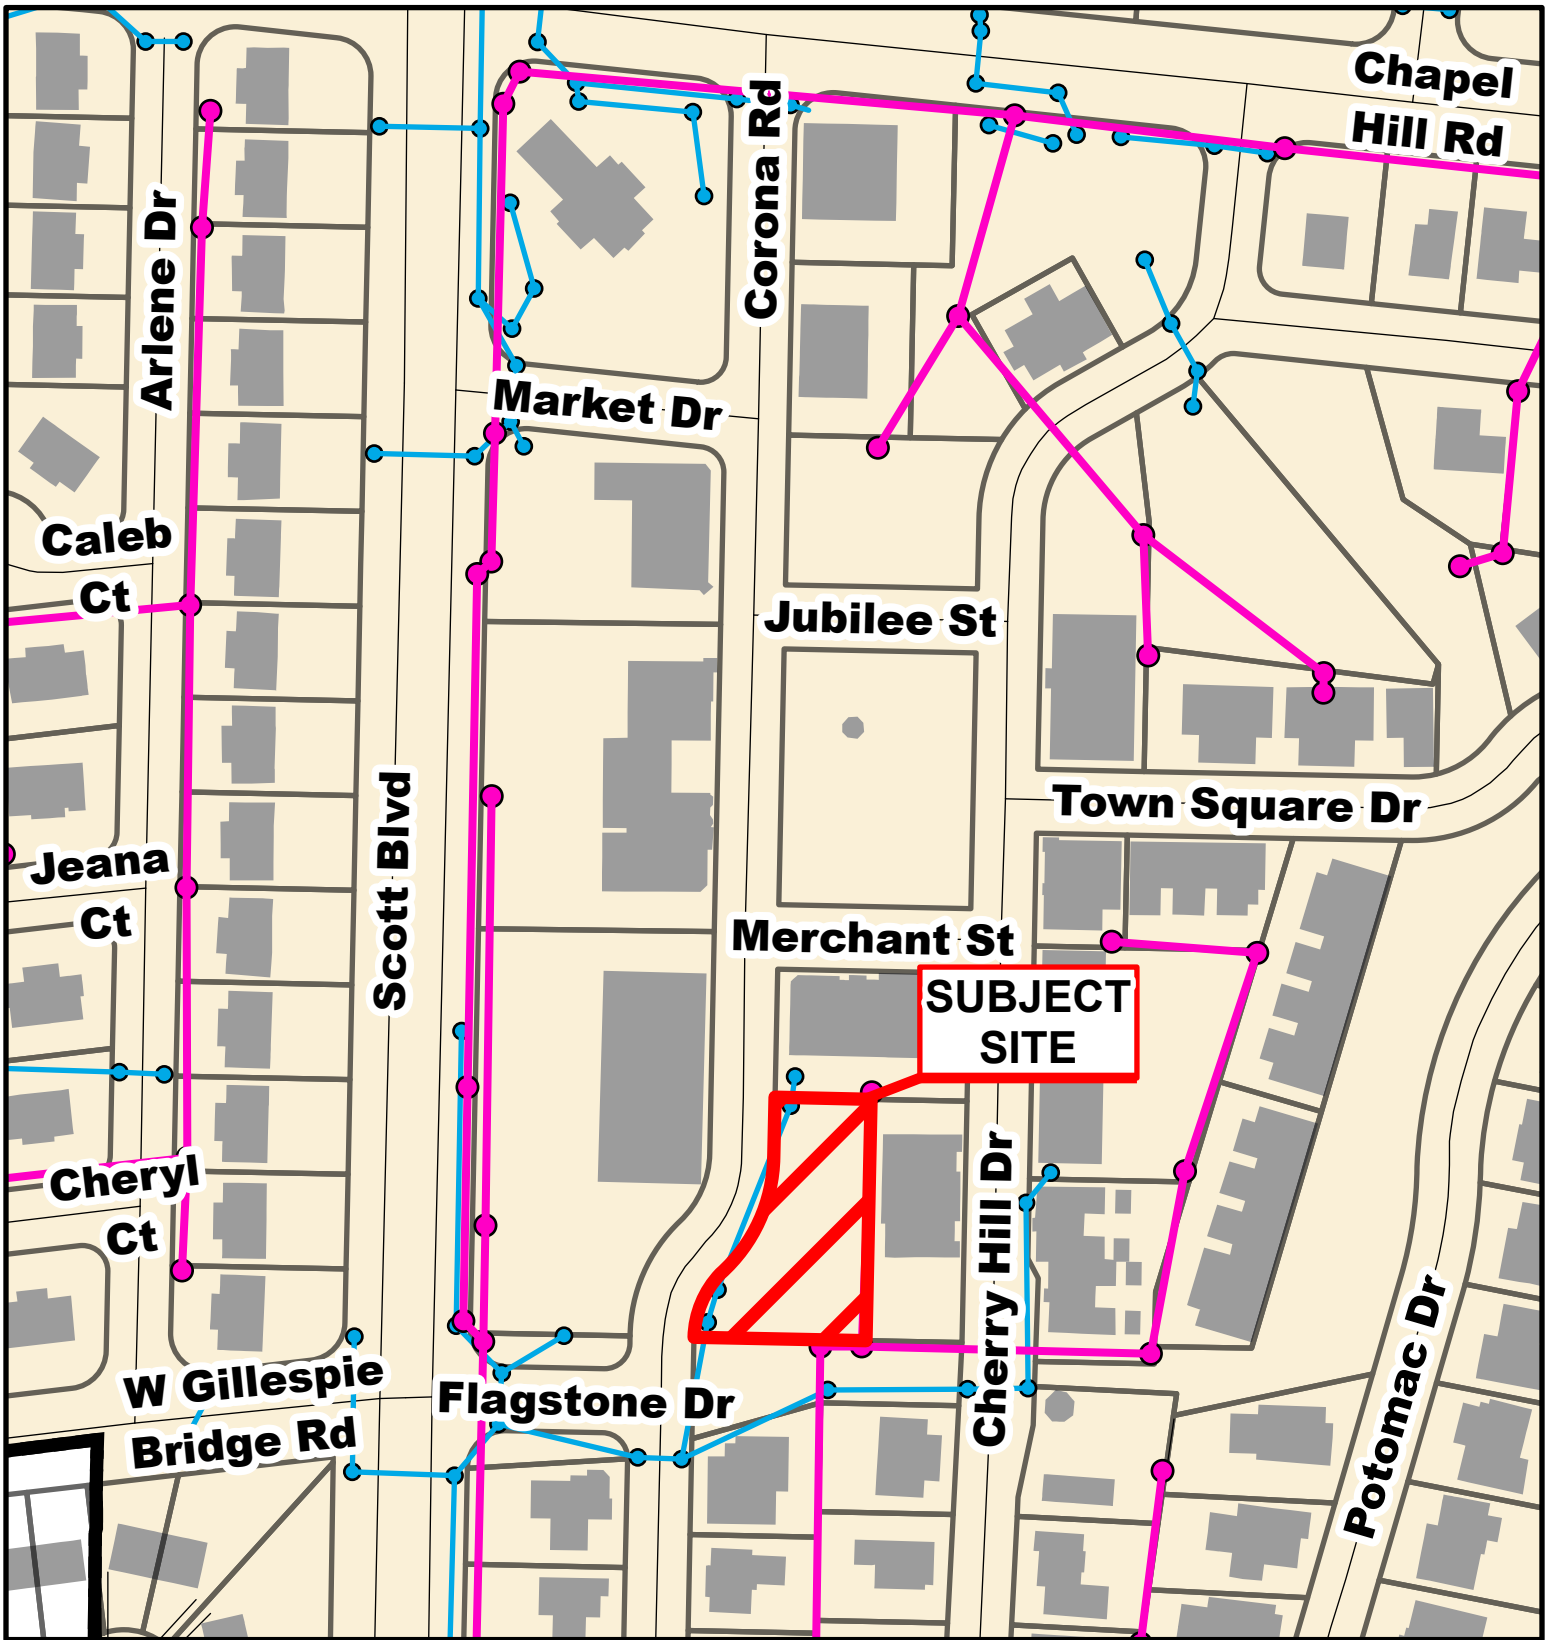 Chapel
Hill Rd
Corona Rd
Arlene Dr
Market Dr
Caleb
Ct
Jubilee St
Scott Blvd
Town Square Dr
Jeana
Ct
Merchant St
SUBJECT
SITE
Cheryl
Ct
Cherry Hill Dr
W Gillespie
Bridge Rd
Flagstone Dr
Potomac Dr